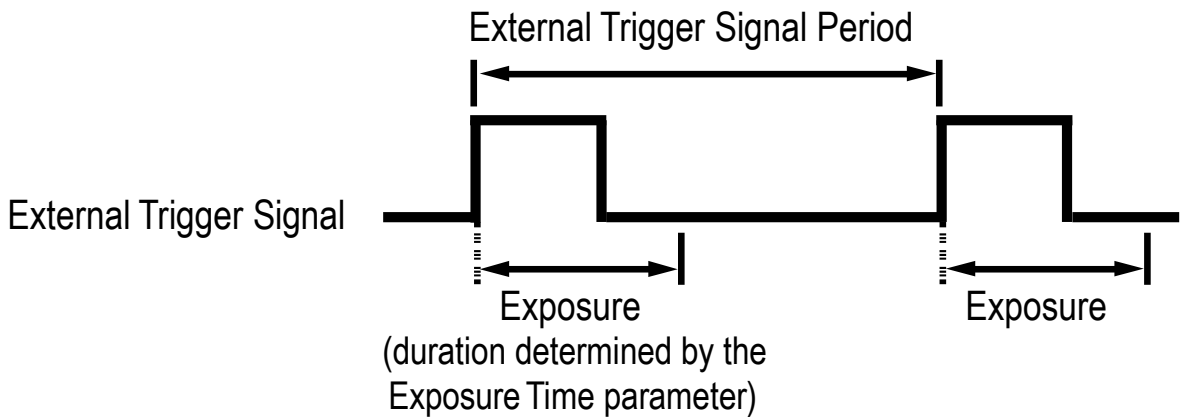 External Trigger Signal Period
External Trigger Signal
Exposure
(duration determined by the
Exposure Time parameter)
Exposure